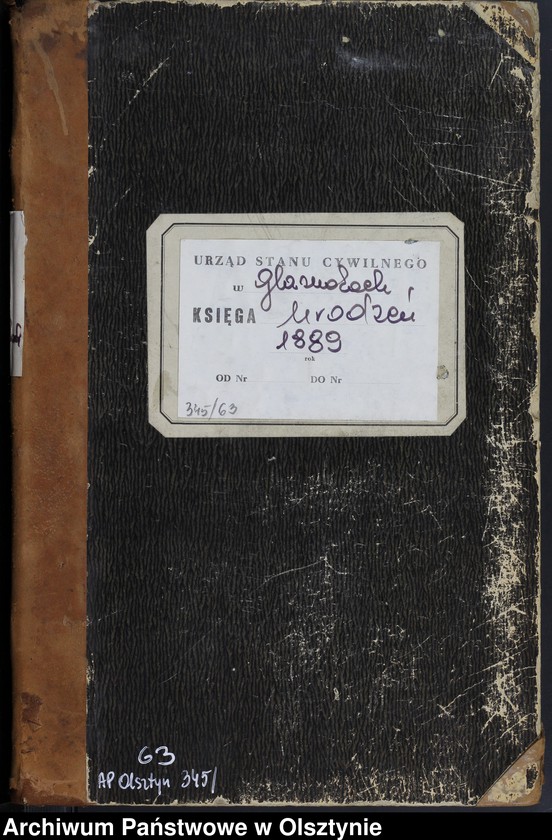 URZĄD STANU CYWILNEGO
w Glaznotach
KSIĘGA Urodzeń
1889
rok
OD Nr DO Nr
345/63
63
AP Olsztyn 345/
Archiwum Państwowe w Olsztynie